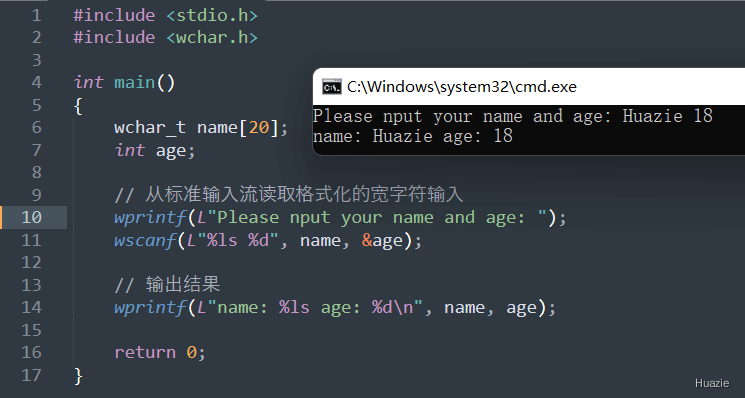 1 #include <stdio.h>
2 #include <wchar.h>
3
4 int main()
5 {
6 wchar_t name[20];
7 int age;
8
9 // 从标准输入流读取格式化的宽字符输入
10 wprintf(L"Please nput your name and age: ");
11 wscanf(L"%ls %d", name, &age);
12
13 // 输出结果
14 wprintf(L"name: %ls age: %d\n", name, age);
15
16 return 0;
17 }
C:\Windows\system32\cmd.exe
Please nput your name and age: Huazie 18
name: Huazie age: 18
Huazie